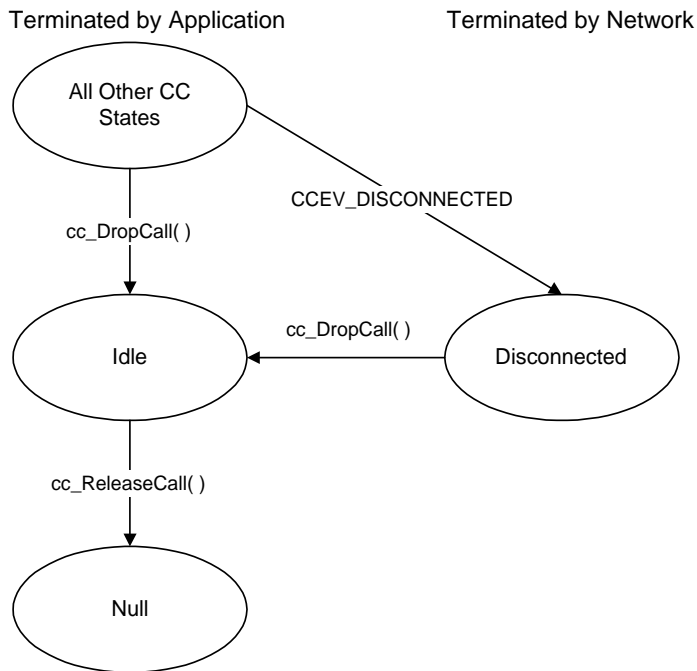 Terminated by Application
Terminated by Network
All Other CC
States
CCEV_DISCONNECTED
cc_DropCall( )
cc_DropCall( )
Idle
Disconnected
cc_ReleaseCall( )
Null